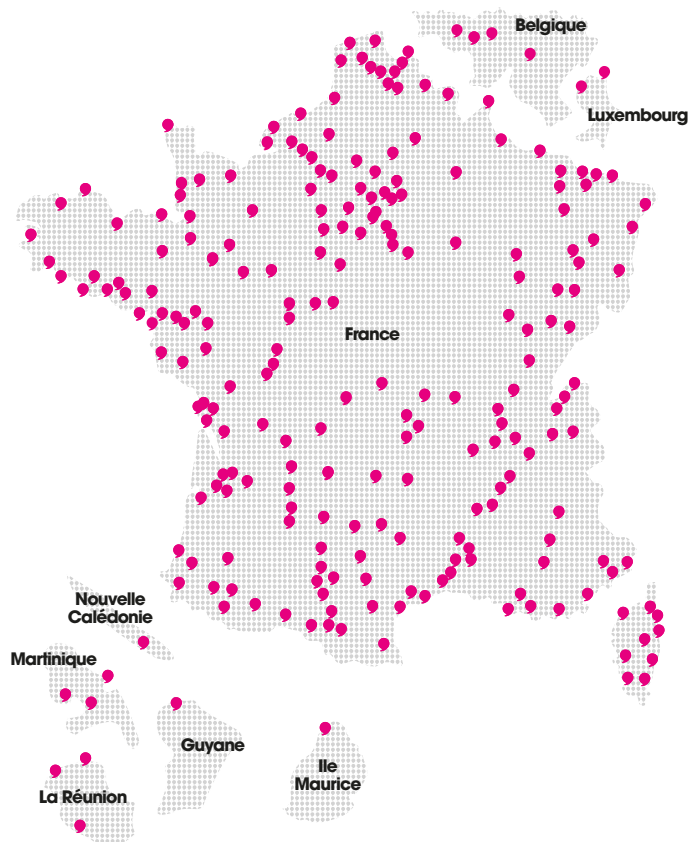 Belgique
Luxembourg
France
Nouvelle
Calédonie
Martinique
Guyane
Ile
Maurice
La Réunion